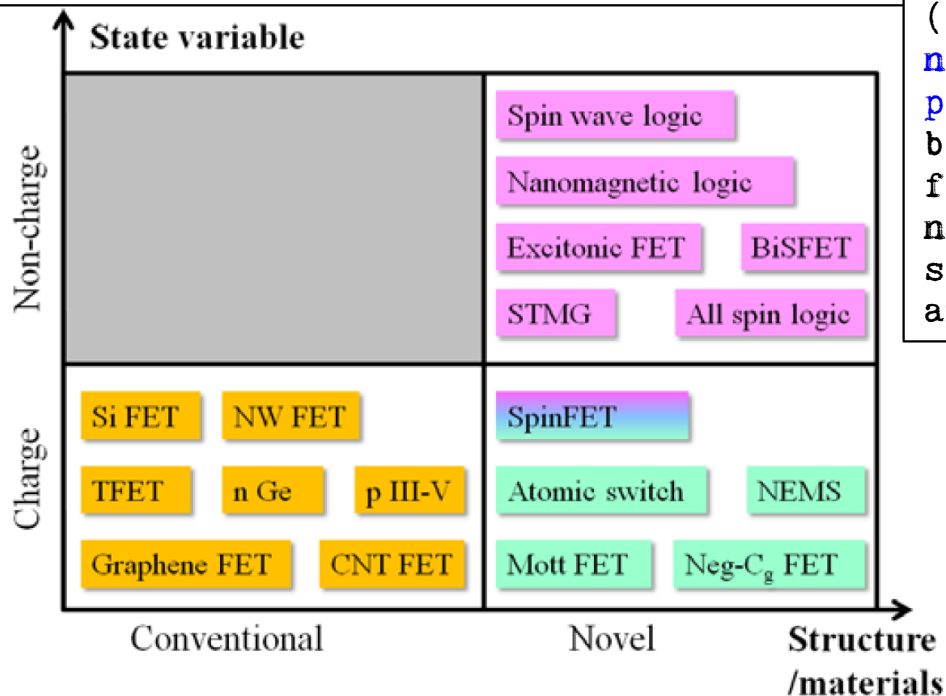 State variable
Non-charge
Spin wave logic
Nanomagnetic logic
Excitonic FET BiSFET
STMG All spin logic
Charge
Si FET NW FET
TFET n Ge p III-V
Graphene FET CNT FET
SpinFET
Atomic switch NEMS
Mott FET Neg-Cg FET
Conventional Novel
Structure
/materials
(
n
p
b
f
n
s
a